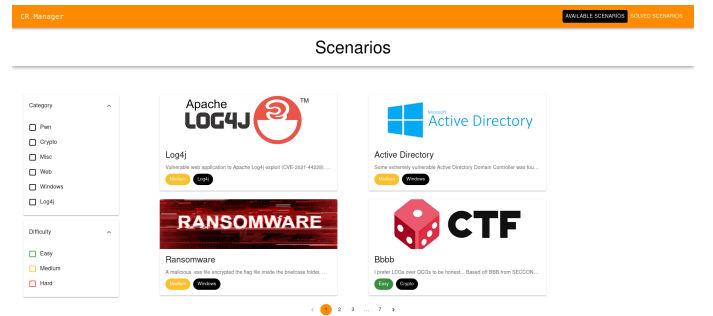 CR Manager
AVAILABLE SCENARIOS SOLVED SCENARIOS
Scenarios
Category
Pwn
Crypto
Misc
Web
Windows
Log4j
Difficulty
Easy
Medium
Hard
Apache
LOG4J
TM
Log4j
Vulnerable web application to Apache Log4j exploit (CVE-2021-44228)....
Medium Log4j
Microsoft
Active Directory
Active Directory
Some extremely vulnerable Active Directory Domain Controller was fou...
Medium Windows
RANSOMWARE
Ransomware
A malicious .exe file encrypted the flag file inside the briefcase folder. ...
Medium Windows
CTF
Bbbb
I prefer LCGs over OCGs to be honest... Based off BBB from SECCON...
Easy Crypto
< 1 2 3 ... 7 >